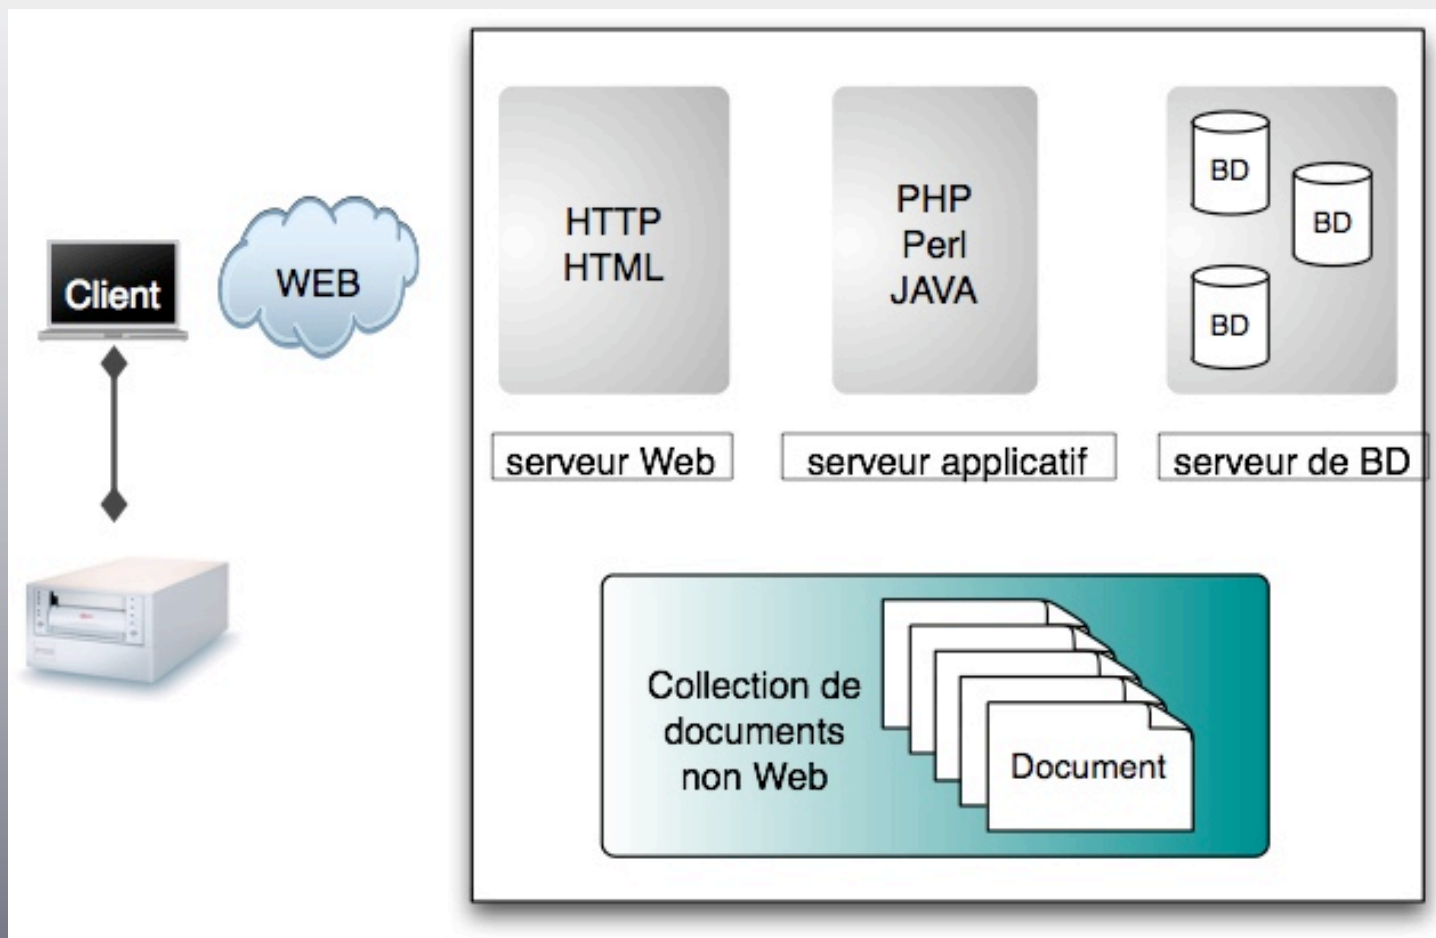 Client
WEB
HTTP
HTML
serveur Web
PHP
Perl
JAVA
serveur applicatif
BD
BD
BD
serveur de BD
Collection de
documents
non Web
Document